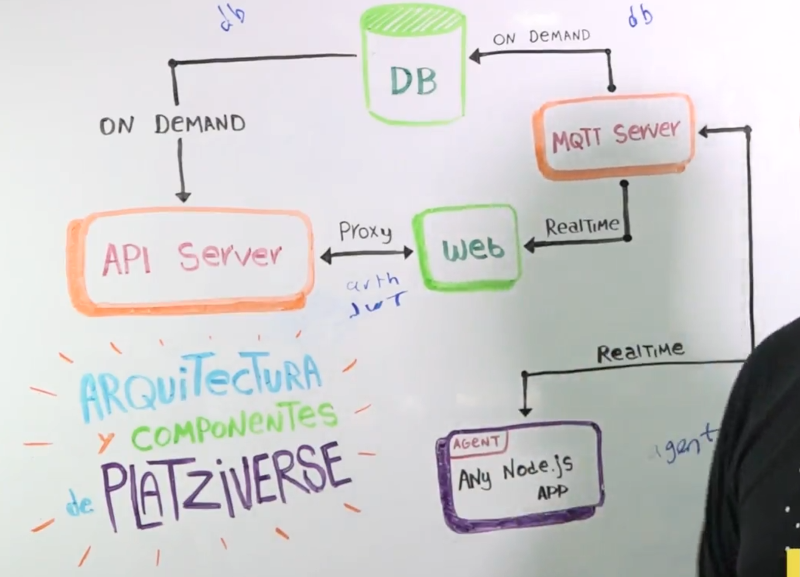 db
db
ON DEMAND
DB
ON DEMAND
MQTT Server
Proxy
RealTIME
API Server
Web
auth
JWT
RealTIME
ARQUITECTURA
Y COMPONENTES
de PLATZIVERSE
AGENT
ANy Node.js
APP
agent